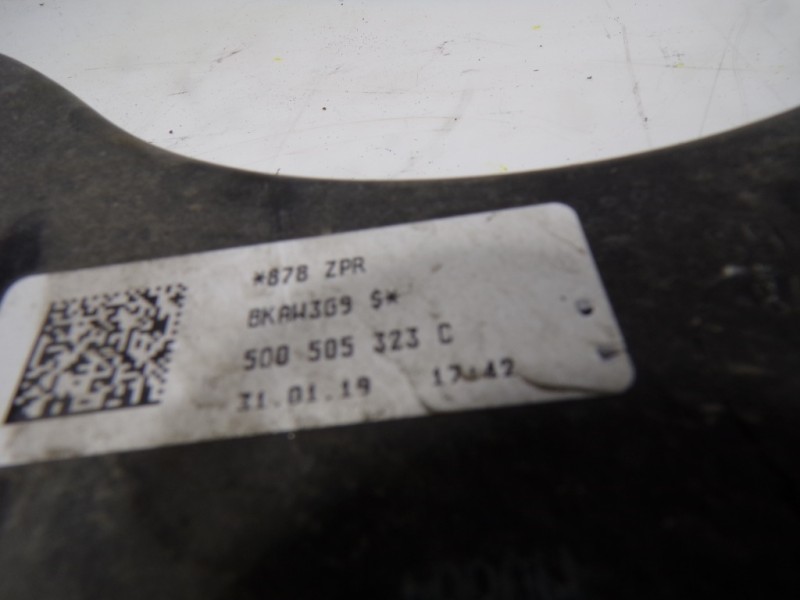 *878 ZPR
8KAW3G9 $*
5Q0 505 323 C
31.01.19 17:47